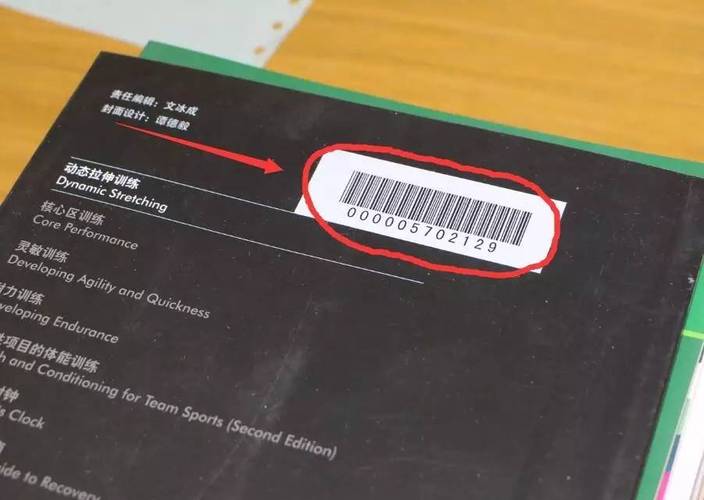 责任编辑：文冰成
封面设计：谭德毅
000005702129
动态拉伸训练
Dynamic Stretching
核心区训练
Core Performance
灵敏训练
Developing Agility and Quickness
力训练
veloping Endurance
项目的体能训练
h and Conditioning for Team Sports (Second Edition)
时钟
s Clock
ide to Recovery